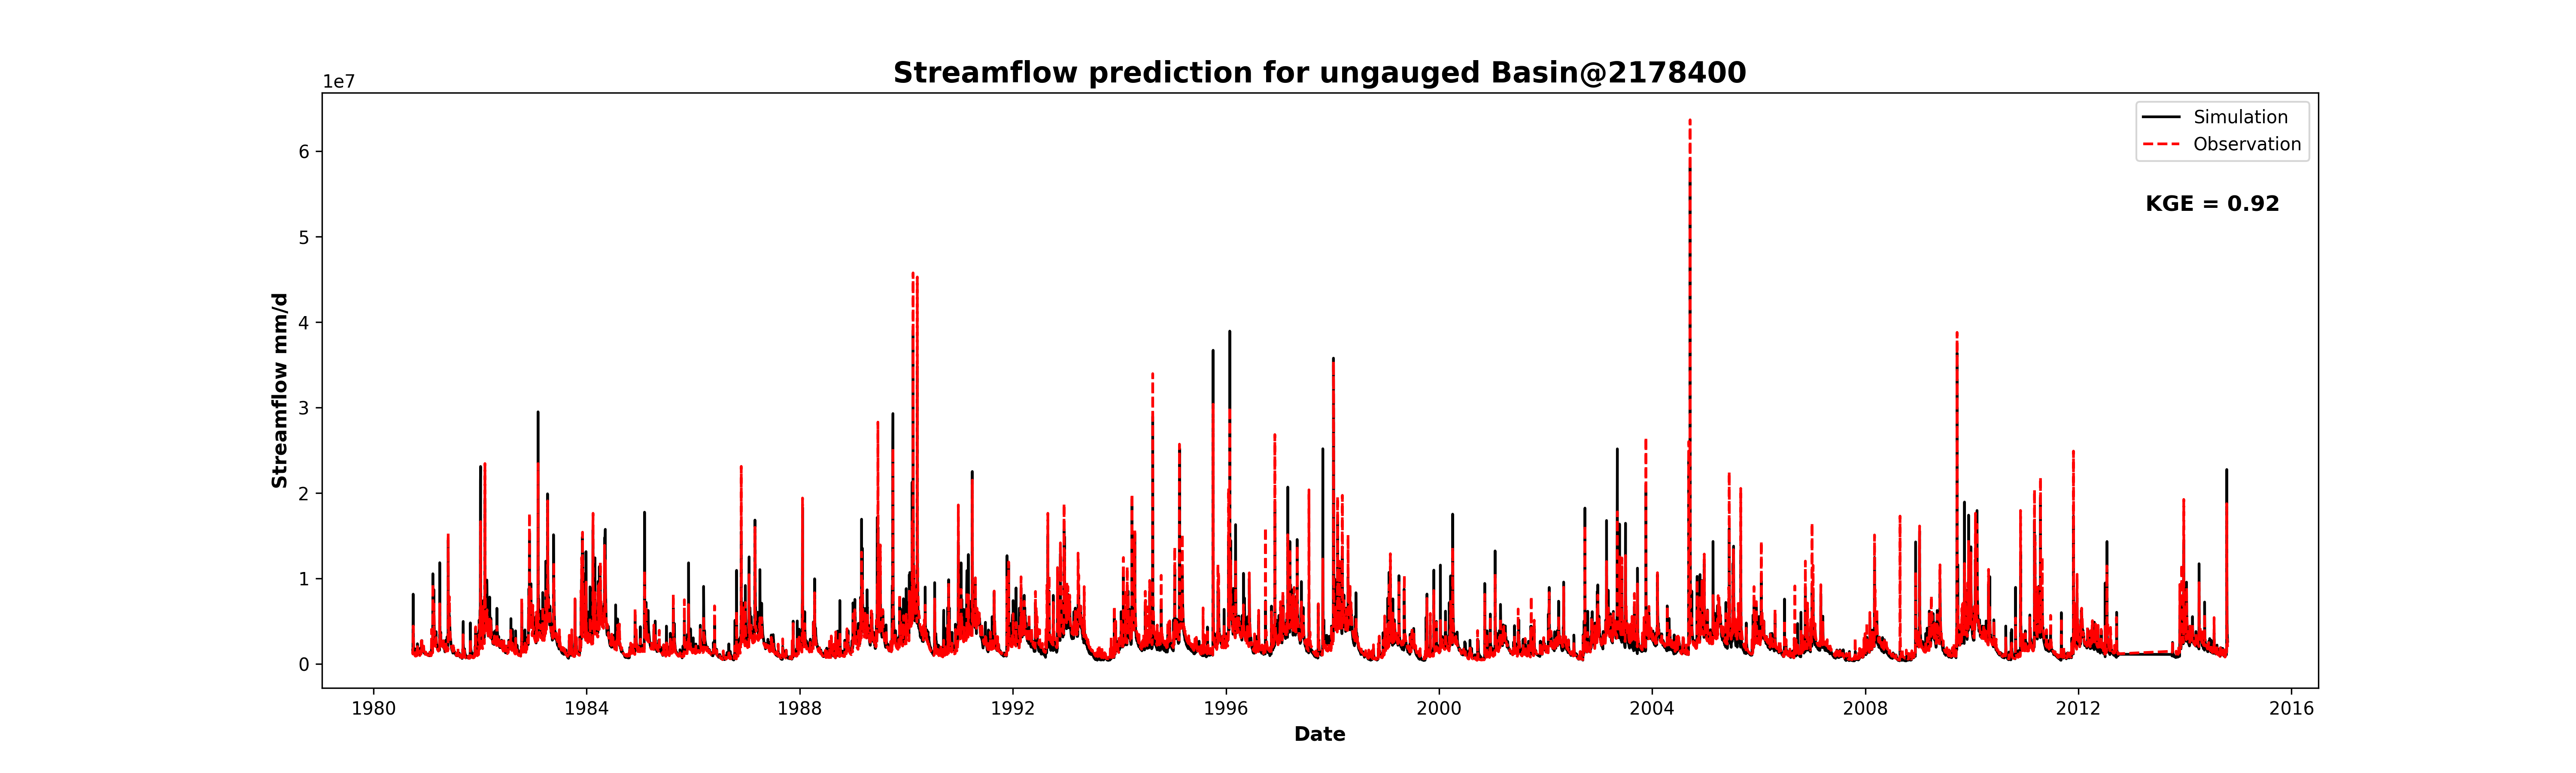 Streamflow prediction for ungauged Basin@2178400
1e7
Simulation
Observation
KGE = 0.92
6
5
4
3
2
1
0
Streamflow mm/d
1980 1984 1988 1992 1996 2000 2004 2008 2012 2016
Date